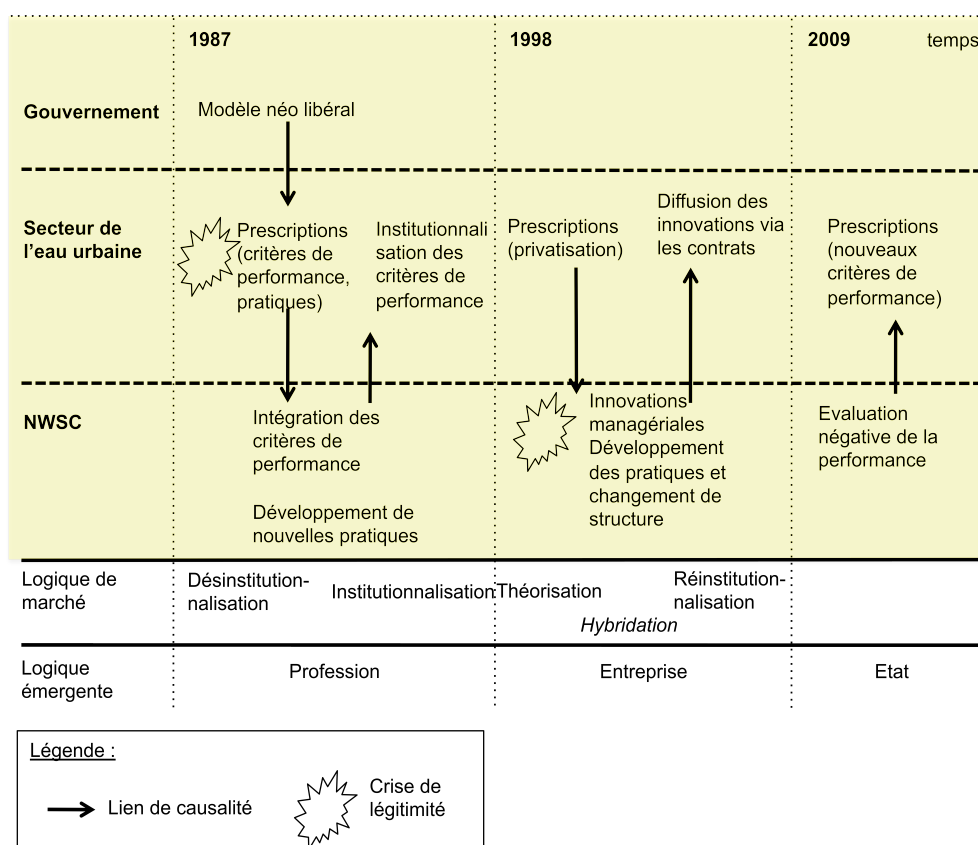 1987
1998
2009
temps
Gouvernement
Modèle néo libéral
Secteur de
l'eau urbaine
Prescriptions
(critères de
performance,
pratiques)
Institutionnali
sation des
critères de
performance
Prescriptions
(privatisation)
Diffusion des
innovations via
les contrats
Prescriptions
(nouveaux
critères de
performance)
NWSC
Intégration des
critères de
performance
Développement de
nouvelles pratiques
Innovations
managériales
Développement
des pratiques et
changement de
structure
Evaluation
négative de la
performance
Logique de
marché
Désinstitution-
nalisation
Institutionnalisation
Théorisation
Réinstitution-
nalisation
Hybridation
Logique
émergente
Profession
Entreprise
Etat
Légende :
Lien de causalité
Crise de
légitimité